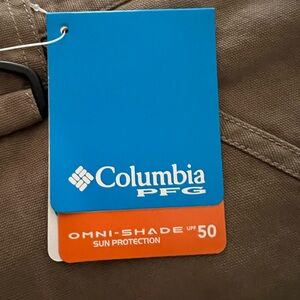 Columbia
PFG
OMNI-SHADE UPF 50
SUN PROTECTION